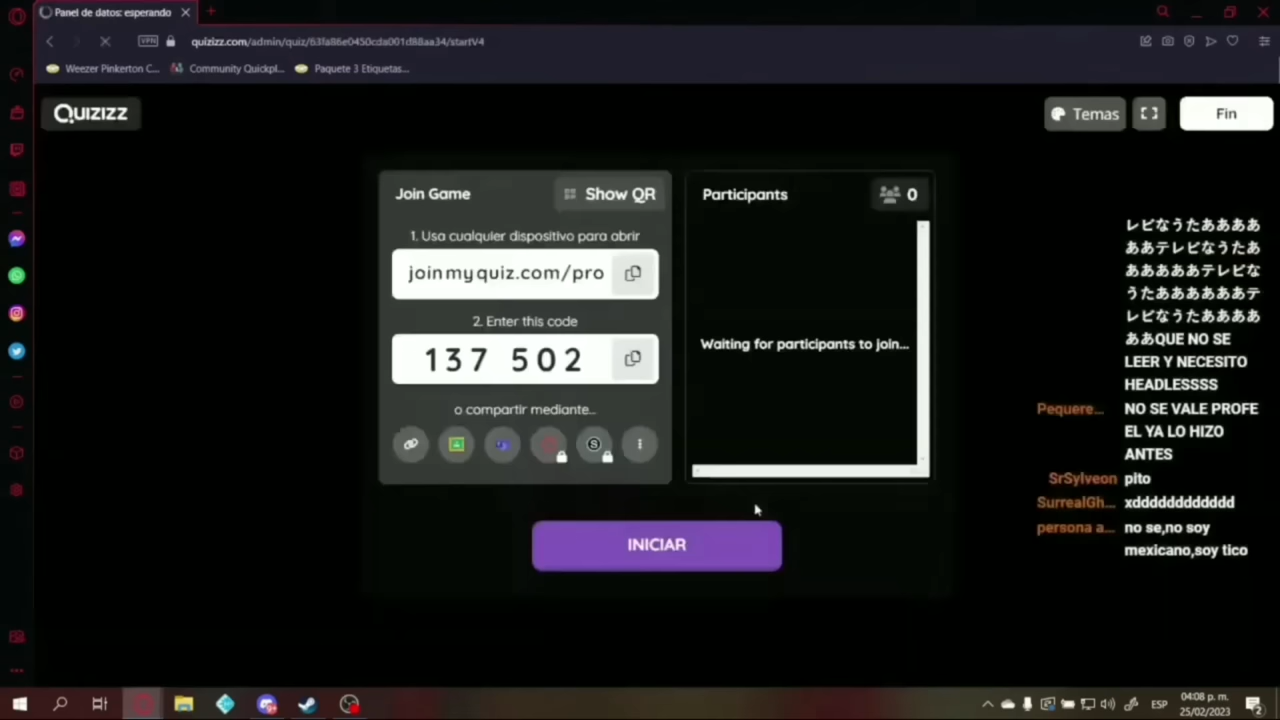 Panel de datos: esperando
VPN
quizizz.com/admin/quiz/63fa86e0450cda001d88aa34/startV4
Weezer Pinkerton C...
Community Quickpl...
Paquete 3 Etiquetas...
Quizizz
Temas
Fin
Join Game
Show QR
1. Usa cualquier dispositivo para abrir
joinmyquiz.com/pro
2. Enter this code
137 502
o compartir mediante...
Participants
0
Waiting for participants to join...
INICIAR
レビなうたああああ
ああテレビなうたあ
あああああテレビな
うたああああああテ
レビなうたああああ
ああQUE NO SE
LEER Y NECESITO
HEADLESSSS
Pequere... NO SE VALE PROFE
EL YA LO HIZO
ANTES
SrSylveon pito
SurrealGh... xdddddddddddd
persona a... no se,no soy
mexicano,soy tico
ESP
04:08 p. m.
25/02/2023
2